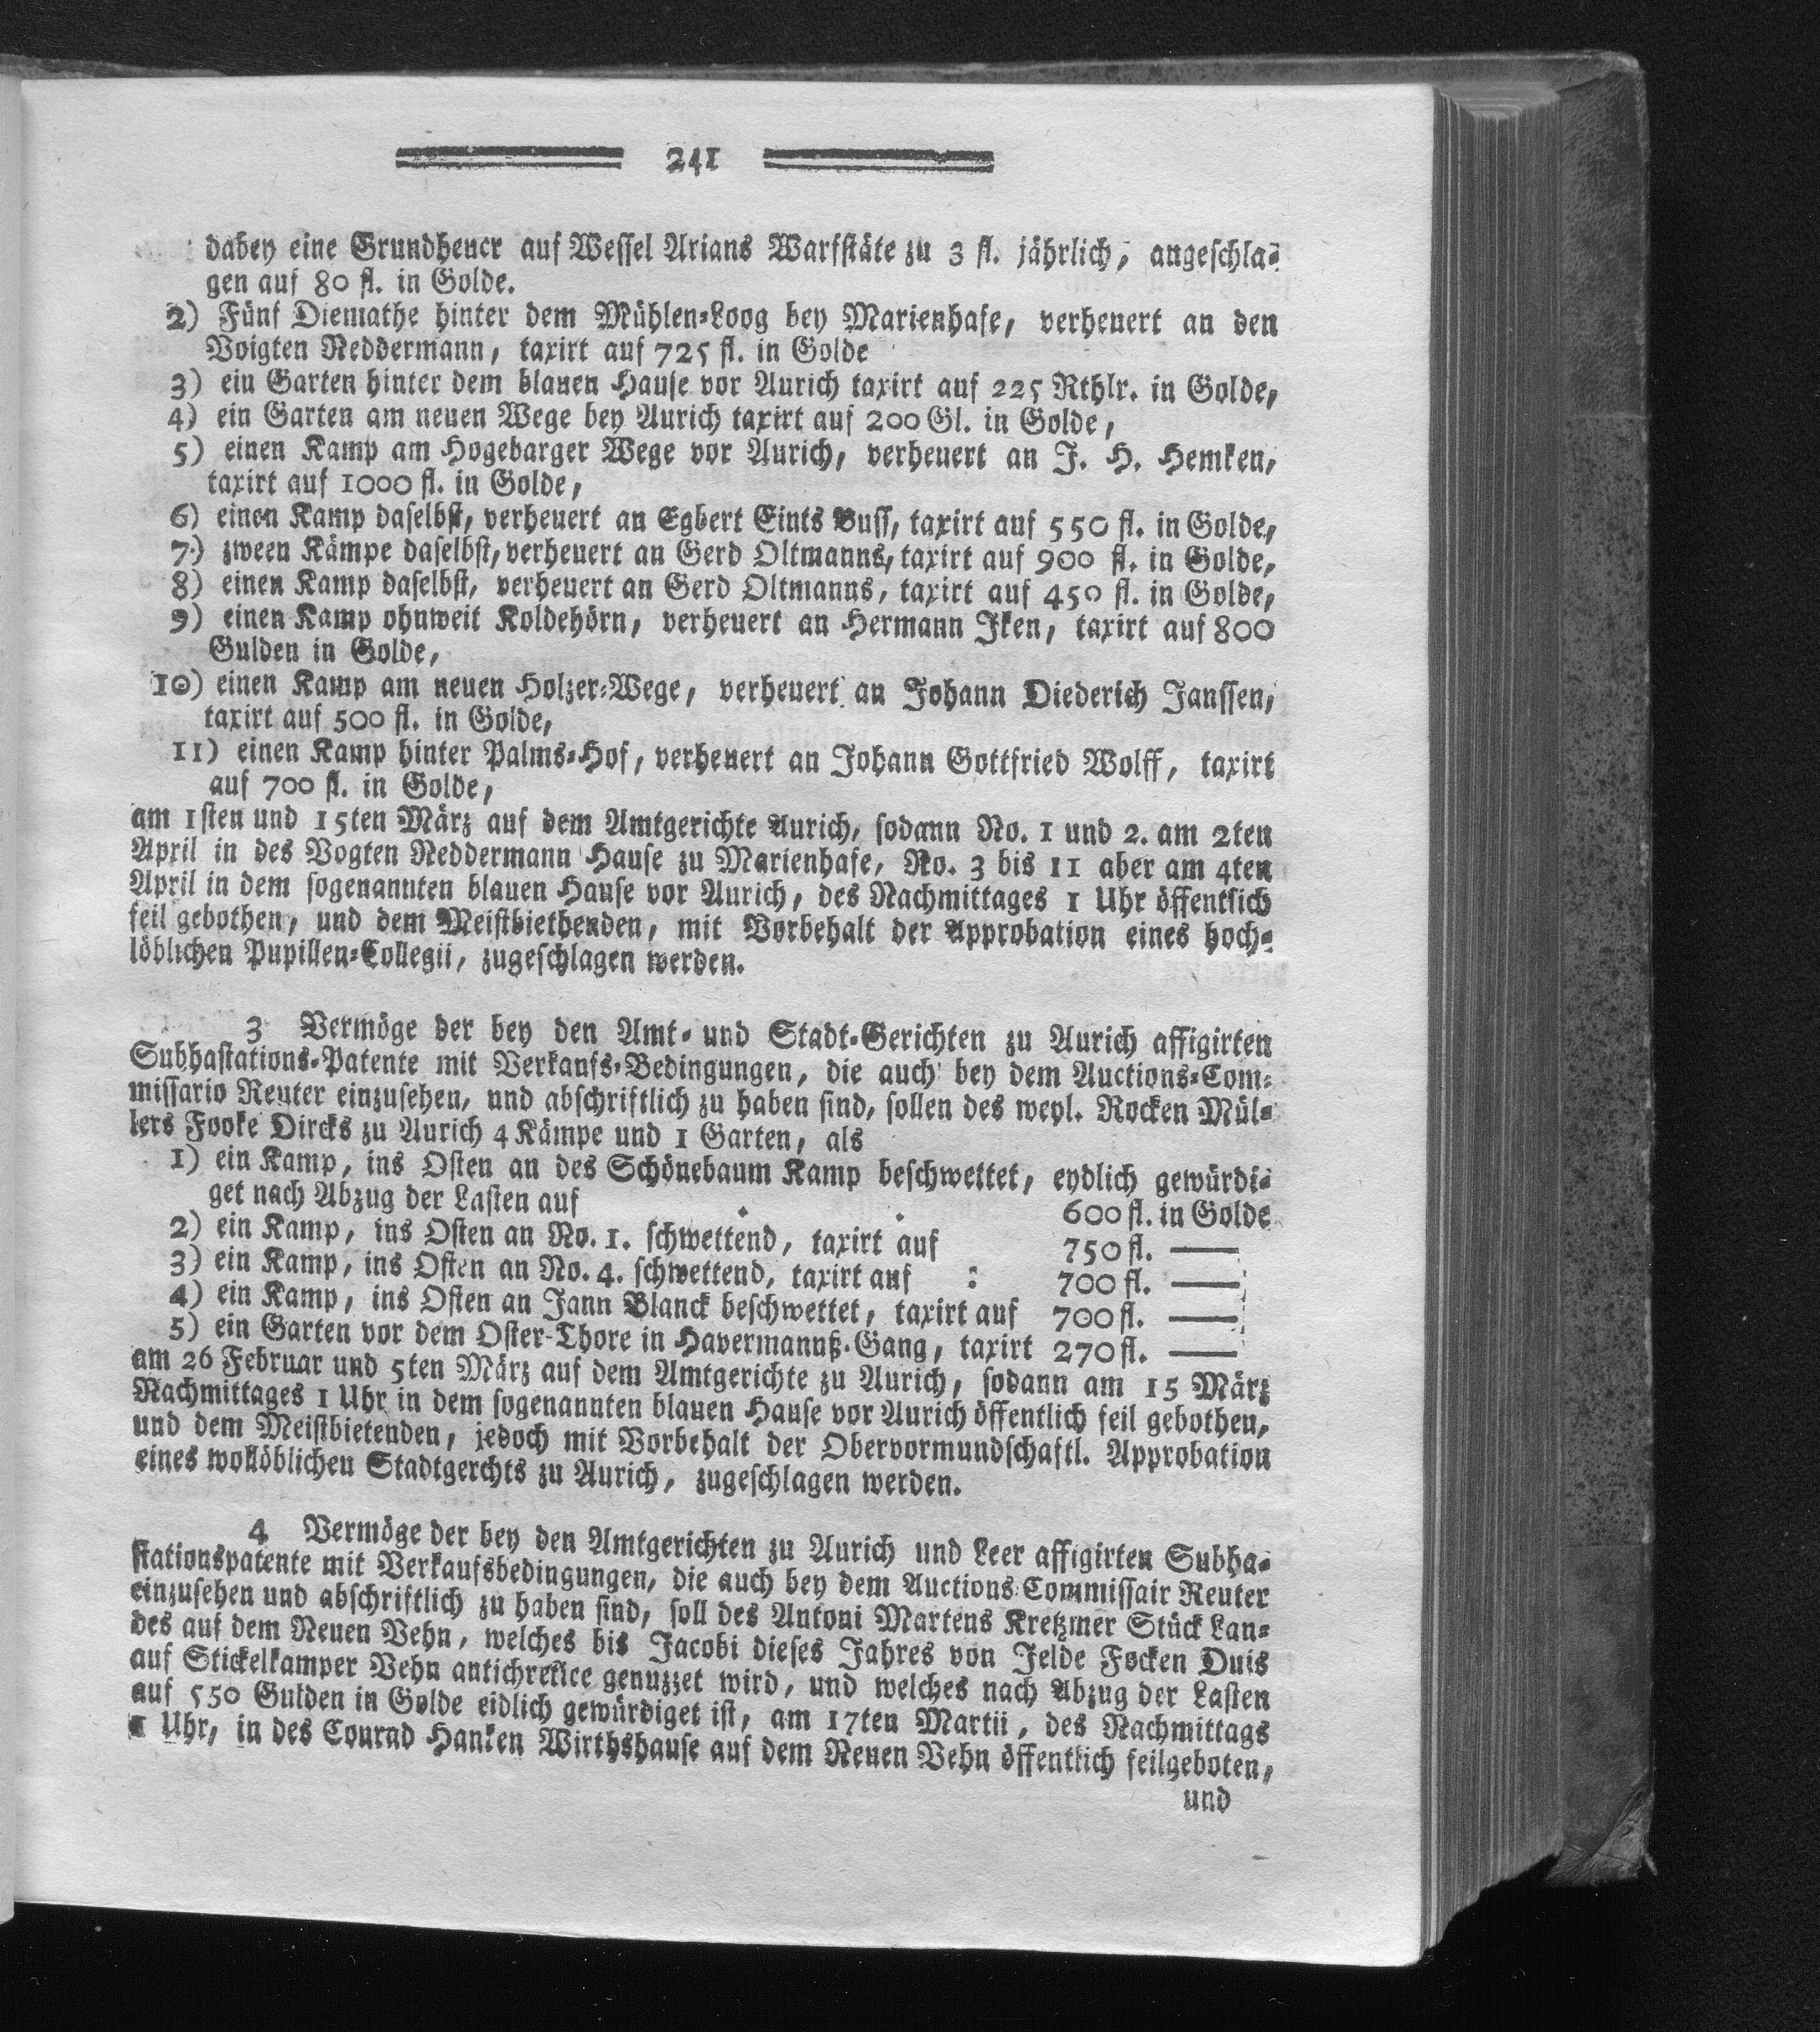 241
dabey eine Grundheuer auf Wessel Arians Warfstäte zu 3 fl. jährlich, angeschla-
gen auf 80 fl. in Golde.
2) Fünf Diemathe hinter dem Mühlen-Loog bey Marienhafe, verheuert an den
Voigten Reddermann, taxirt auf 725 fl. in Golde
3) ein Garten hinter dem blauen Hause vor Aurich taxirt auf 225 Rthlr. in Golde,
4) ein Garten am neuen Wege bey Aurich taxirt auf 200 Gl. in Golde,
5) einen Kamp am Hogebarger Wege vor Aurich, verheuert an J. H. Hemken,
taxirt auf 1000 fl. in Golde,
6) einen Kamp daselbst, verheuert an Egbert Eints Buss, taxirt auf 550 fl. in Golde,
7) zween Kämpe daselbst, verheuert an Gerd Oltmanns, taxirt auf 900 fl. in Golde,
8) einen Kamp daselbst, verheuert an Gerd Oltmanns, taxirt auf 450 fl. in Golde,
9) einen Kamp ohnweit Koldehörn, verheuert an Hermann Iken, taxirt auf 800
Gulden in Golde,
10) einen Kamp am neuen Holzer-Wege, verheuert an Johann Diederich Janssen,
taxirt auf 500 fl. in Golde,
11) einen Kamp hinter Palms-Hof, verheuert an Johann Gottfried Wolff, taxirt
auf 700 fl. in Golde,
am 1sten und 15ten März auf dem Amtgerichte Aurich, sodann No. 1 und 2. am 2ten
April in des Vogten Reddermann Hause zu Marienhafe, No. 3 bis 11 aber am 4ten
April in dem sogenannten blauen Hause vor Aurich, des Nachmittages 1 Uhr öffentlich
feil gebothen, und dem Meistbiethenden, mit Vorbehalt der Approbation eines hoch-
löblichen Pupillen-Collegii, zugeschlagen werden.
3 Vermöge der bey den Amt- und Stadt-Gerichten zu Aurich affigirten
Subhastations-Patente mit Verkaufs-Bedingungen, die auch bey dem Auctions-Com-
missario Reuter einzusehen, und abschriftlich zu haben sind, sollen des weyl. Rocken Mül-
lers Fooke Dircks zu Aurich 4 Kämpe und 1 Garten, als
1) ein Kamp, ins Osten an des Schönebaum Kamp beschwettet, eydlich gewürdi-
get nach Abzug der Lasten auf 600 fl. in Golde
2) ein Kamp, ins Osten an No. 1. schwettend, taxirt auf 750 fl. —
3) ein Kamp, ins Osten an No. 4. schwettend, taxirt auf : 700 fl. —
4) ein Kamp, ins Osten an Jann Blanck beschwettet, taxirt auf 700 fl. —
5) ein Garten vor dem Oster-Thore in Havermannß-Gang, taxirt 270 fl. —
am 26 Februar und 5ten März auf dem Amtgerichte zu Aurich, sodann am 15 März
Nachmittages 1 Uhr in dem sogenannten blauen Hause vor Aurich öffentlich feil gebothen,
und dem Meistbietenden, jedoch mit Vorbehalt der Obervormundschaftl. Approbation
eines wollöblichen Stadtgerchts zu Aurich, zugeschlagen werden.
4 Vermöge der bey den Amtgerichten zu Aurich und Leer affigirten Subha-
stationspatente mit Verkaufsbedingungen, die auch bey dem Auctions Commissair Reuter
einzusehen und abschriftlich zu haben sind, soll des Antoni Martens Kretzmer Stück Lan-
des auf dem Neuen Vehn, welches bis Jacobi dieses Jahres von Jelde Focken Duis
auf Stickelkamper Vehn antichretice genuzzet wird, und welches nach Abzug der Lasten
auf 550 Gulden in Golde eidlich gewürdiget ist, am 17ten Martii, des Nachmittags
1 Uhr, in des Conrad Hanken Wirthshause auf dem Neuen Vehn öffentlich feilgeboten,
und